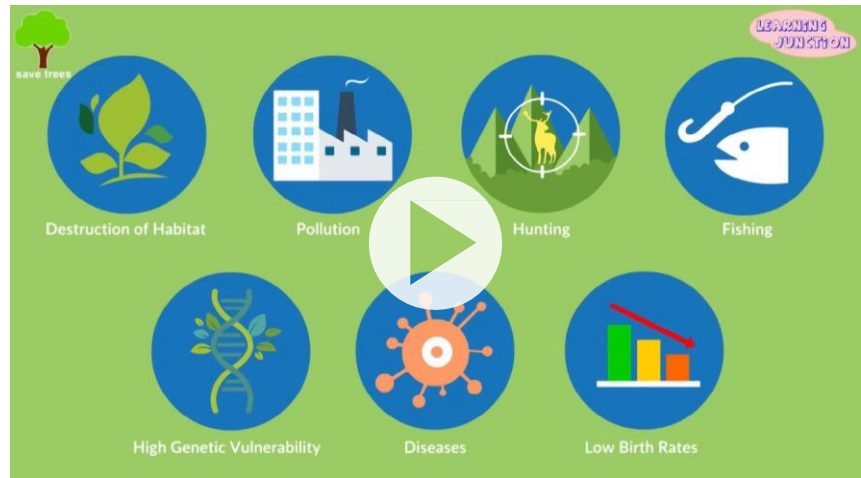 save trees
LEARNING
JUNCTION
Destruction of Habitat
Pollution
Hunting
Fishing
High Genetic Vulnerability
Diseases
Low Birth Rates